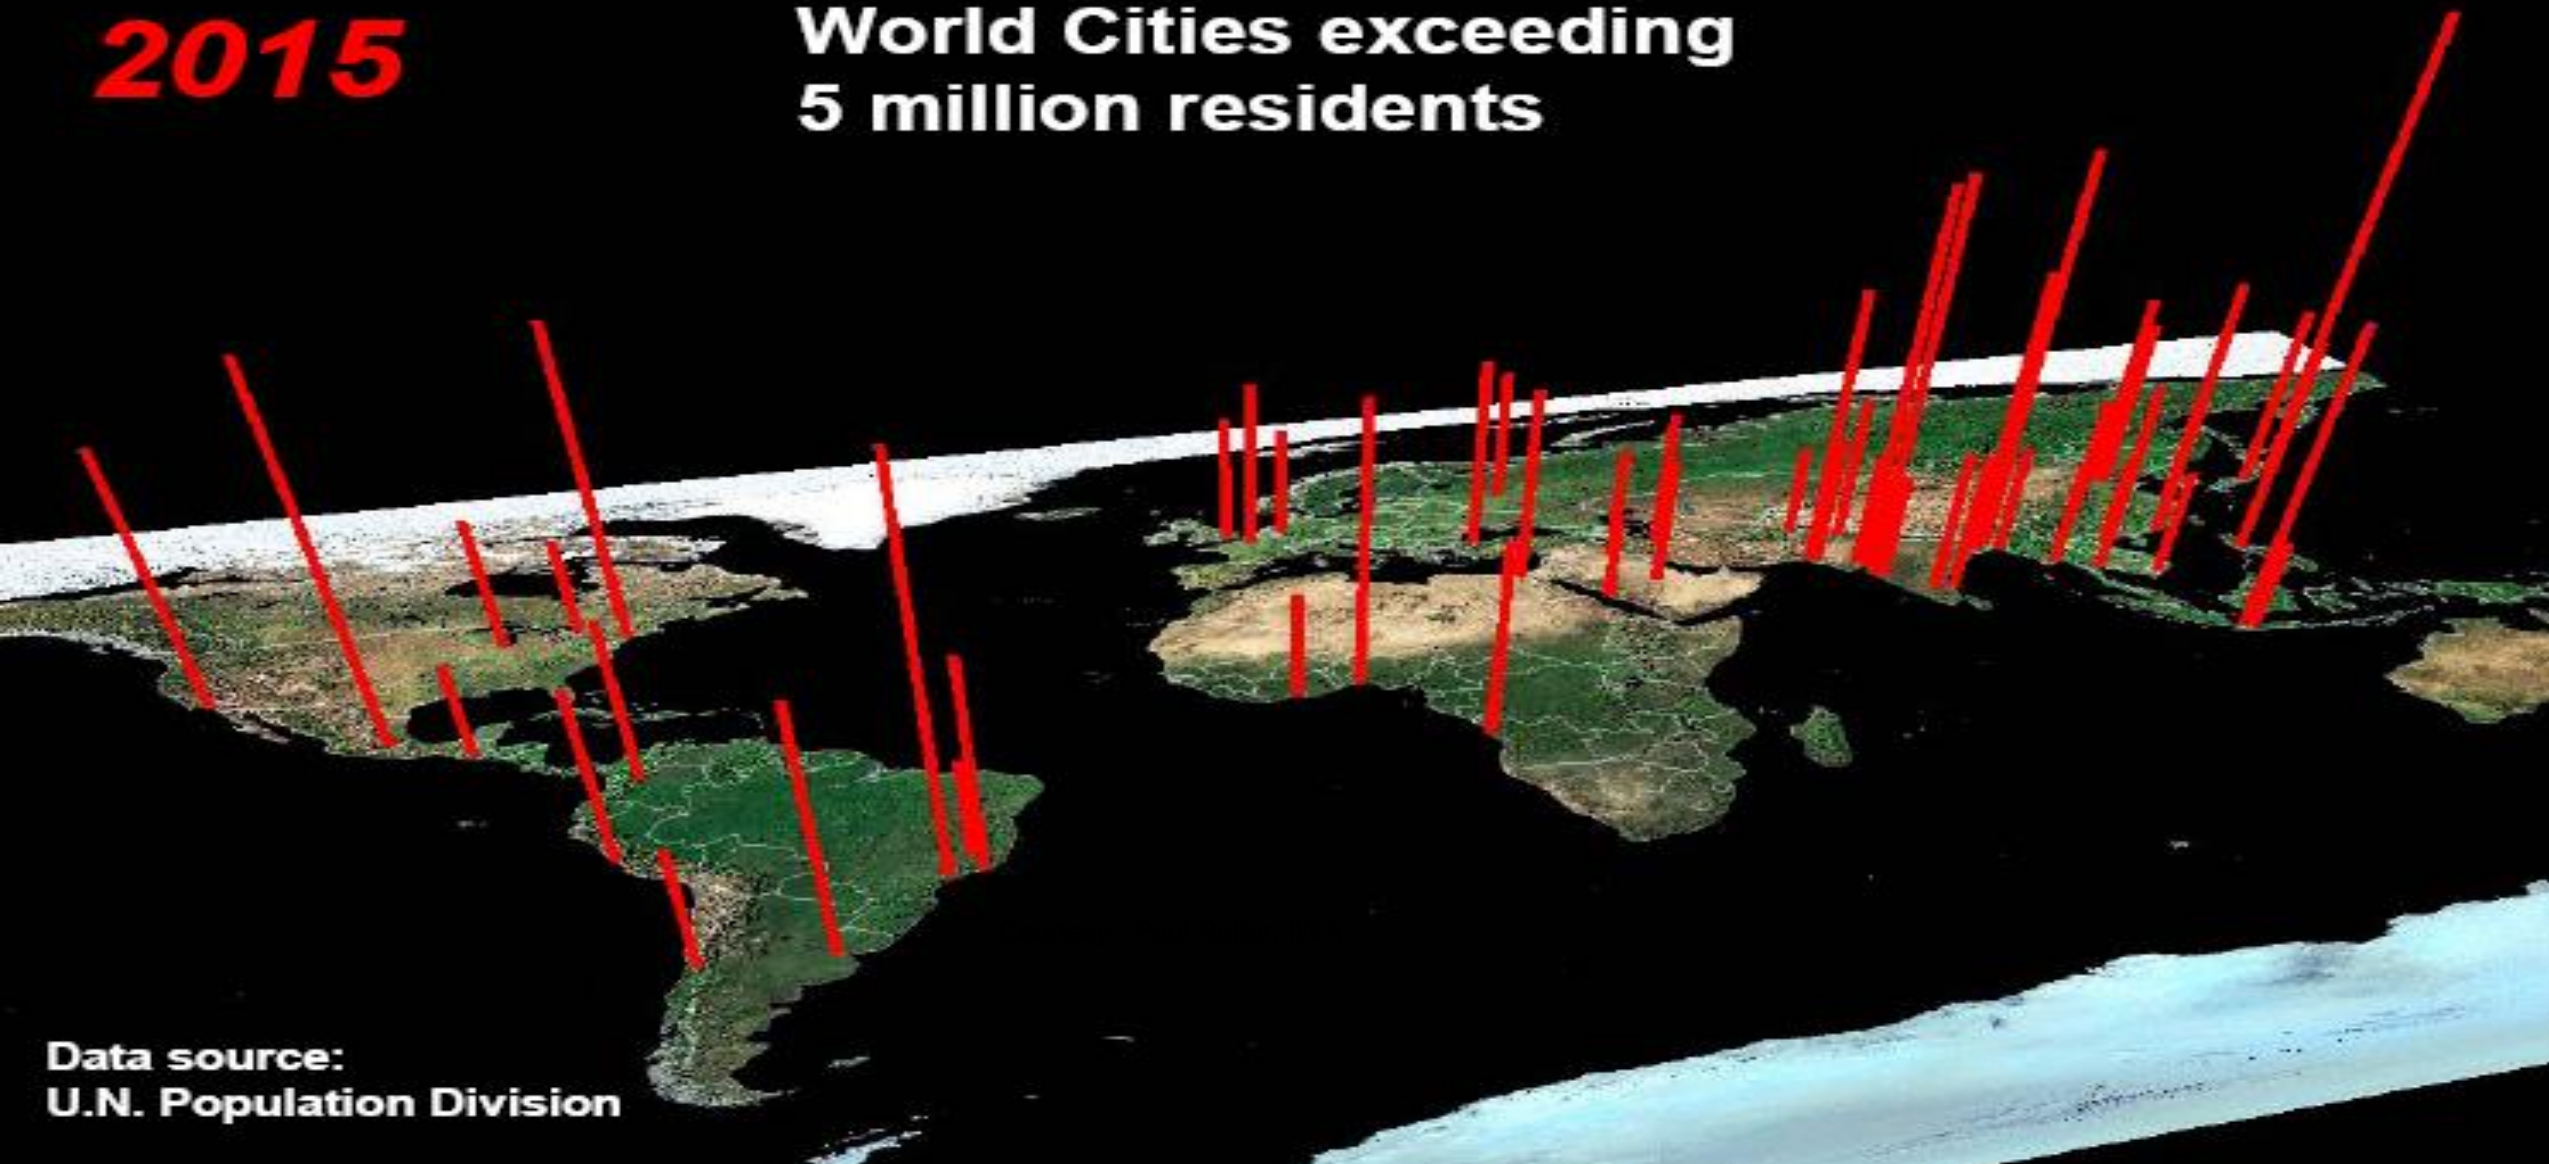 2015
World Cities exceeding
5 million residents
Data source:
U.N. Population Division